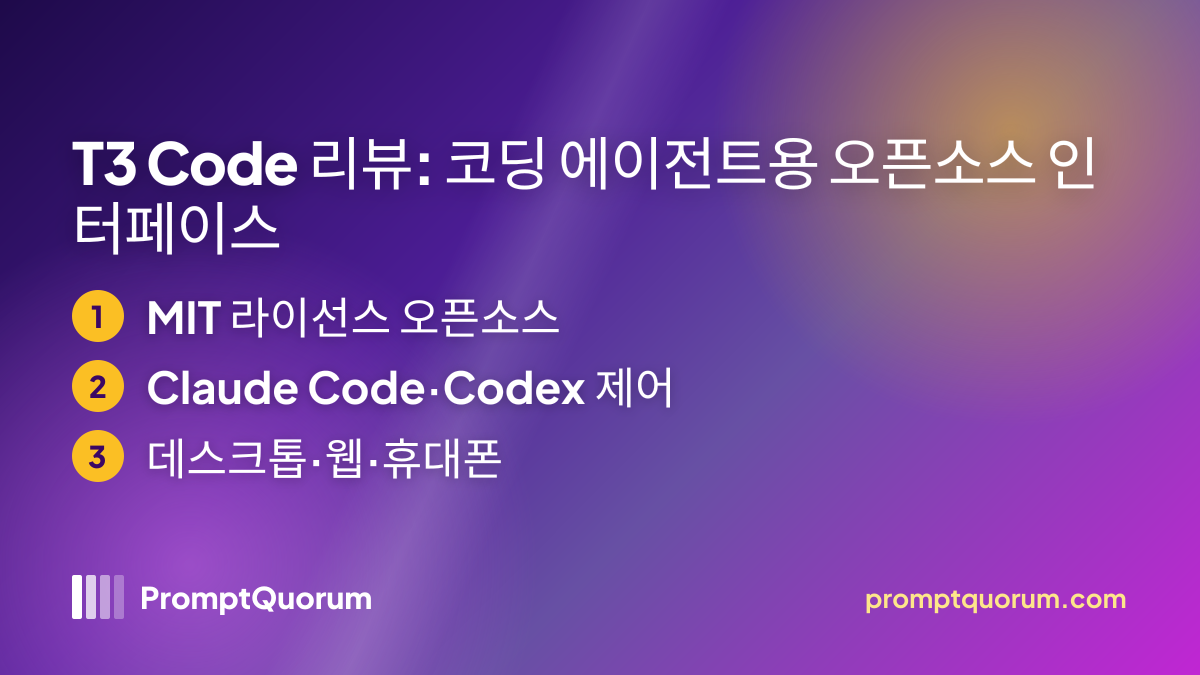 T3 Code 리뷰: 코딩 에이전트용 오픈소스 인
터페이스
1 MIT 라이선스 오픈소스
2 Claude Code·Codex 제어
3 데스크톱·웹·휴대폰
PromptQuorum
promptquorum.com